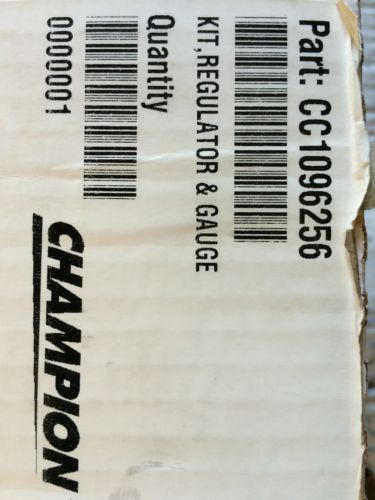 Part: CC1096256
KIT,REGULATOR & GAUGE
Quantity
0000001
CHAMPION